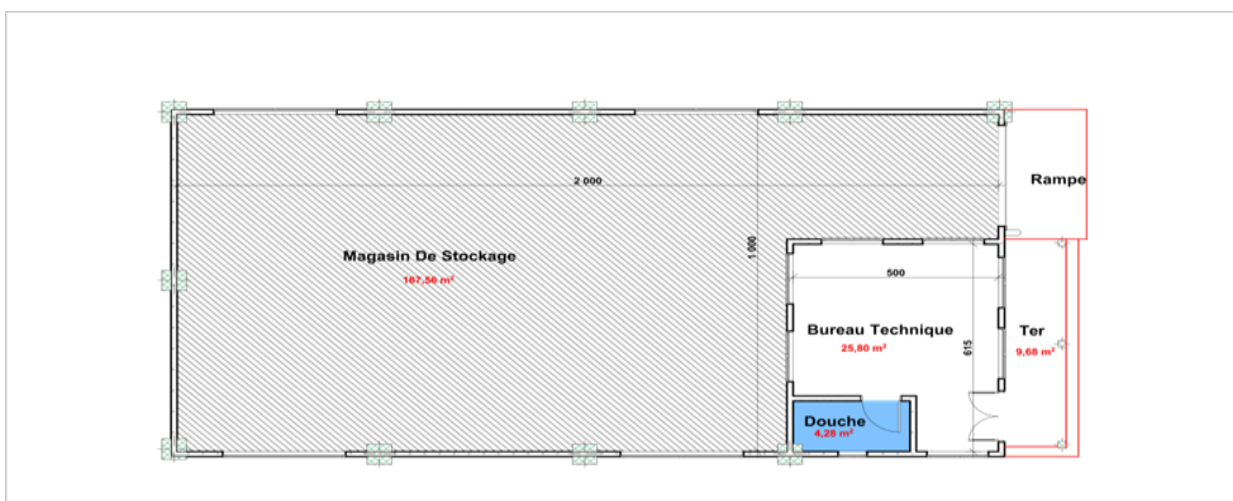 Rampe
2 000
Magasin De Stockage
167,56 m²
1 000
500
Bureau Technique
25,80 m²
615
Ter
9,68 m²
Douche
4,28 m²